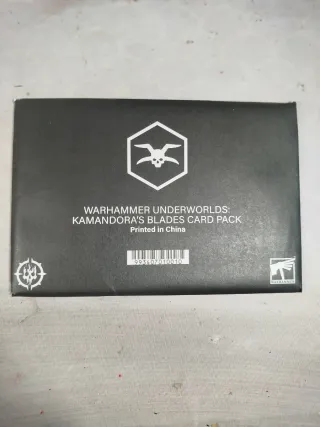 WARHAMMER UNDERWORLDS:
KAMANDORA'S BLADES CARD PACK
Printed in China